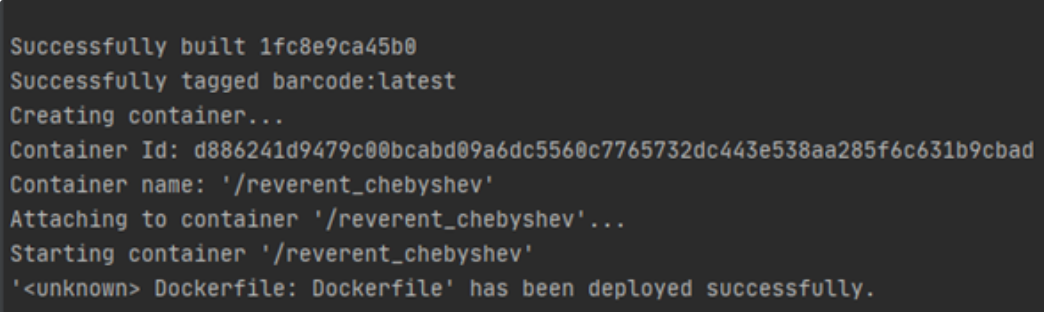 Successfully built 1fc8e9ca45b0
Successfully tagged barcode:latest
Creating container...
Container Id: d886241d9479c00bcabd09a6dc5560c7765732dc443e538aa285f6c631b9cbad
Container name: '/reverent_chebyshev'
Attaching to container '/reverent_chebyshev'...
Starting container '/reverent_chebyshev'
'<unknown> Dockerfile: Dockerfile' has been deployed successfully.